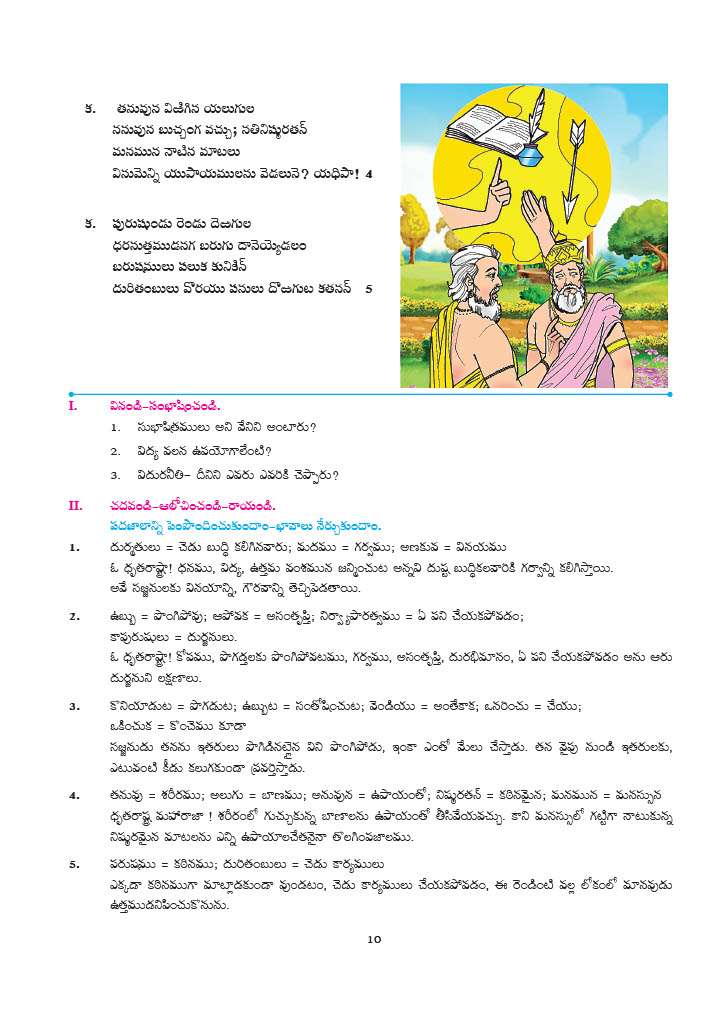 క. తనువున విఱిగిన యలుగుల
ననువున బుచ్చంగ వచ్చు; నతినిష్ఠురతన్
మనమున నాటిన మాటలు
వినుమెన్ని యుపాయములను వెడలునె? యధిపా! 4
క. పురుషుండు రెండు దెఱఁగుల
ధరనుత్తముడనగ బరుగు దానెయ్యెడలం
బరుషములు పలుక కునికిన్
దురితంబులు వొరయు పనులు దొఱగుట కతనన్ 5
I. వినండి-సంభాషించండి.
1. సుభాషితములు అని వేనిని అంటారు?
2. విద్య వలన ఉపయోగాలేంటి?
3. విదురనీతి- దీనిని ఎవరు ఎవరికి చెప్పారు?
II. చదవండి-ఆలోచించండి-రాయండి.
పదజాలాన్ని పెంపొందించుకుందాం-భావాలు నేర్చుకుందాం.
1. దుర్మతులు = చెడు బుద్ధి కలిగినవారు; మదము = గర్వము; అణకువ = వినయము
ఓ ధృతరాష్ట్రా! ధనము, విద్య, ఉత్తమ వంశమున జన్మించుట అన్నవి దుష్ట బుద్ధికలవారికి గర్వాన్ని కలిగిస్తాయి.
అవే సజ్జనులకు వినయాన్ని, గౌరవాన్ని తెచ్చిపెడతాయి.
2. ఉబ్బు = పొంగిపోవు; ఆపోవక = అసంతృప్తి; నిర్వ్యాపారత్వము = ఏ పని చేయకపోవడం;
కాపురుషులు = దుర్జనులు.
ఓ ధృతరాష్ట్రా! కోపము, పొగడ్తలకు పొంగిపోవటము, గర్వము, అసంతృప్తి, దురభిమానం, ఏ పని చేయకపోవడం అను ఆరు
దుర్జనుని లక్షణాలు.
3. కొనియాడుట = పొగడుట; ఉబ్బుట = సంతోషించుట; వెండియు = అంతేకాక; ఒనరించు = చేయు;
ఒకించుక = కొంచెము కూడా
సజ్జనుడు తనను ఇతరులు పొగిడినట్లైన విని పొంగిపోడు, ఇంకా ఎంతో మేలు చేస్తాడు. తన వైపు నుండి ఇతరులకు,
ఎటువంటి కీడు కలుగకుండా ప్రవర్తిస్తాడు.
4. తనువు = శరీరము; అలుగు = బాణము; అనువున = ఉపాయంతో; నిష్ఠురతన్ = కఠినమైన; మనమున = మనస్సున
ధృతరాష్ట్ర మహారాజా ! శరీరంలో గుచ్చుకున్న బాణాలను ఉపాయంతో తీసివేయవచ్చు. కాని మనస్సులో గట్టిగా నాటుకున్న
నిష్ఠురమైన మాటలను ఎన్ని ఉపాయాలచేతనైనా తొలగింపజాలము.
5. పరుషము = కఠినము; దురితంబులు = చెడు కార్యములు
ఎక్కడా కఠినముగా మాట్లాడకుండా వుండటం, చెడు కార్యములు చేయకపోవడం, ఈ రెండింటి వల్ల లోకంలో మానవుడు
ఉత్తముడనిపించుకొనును.
10